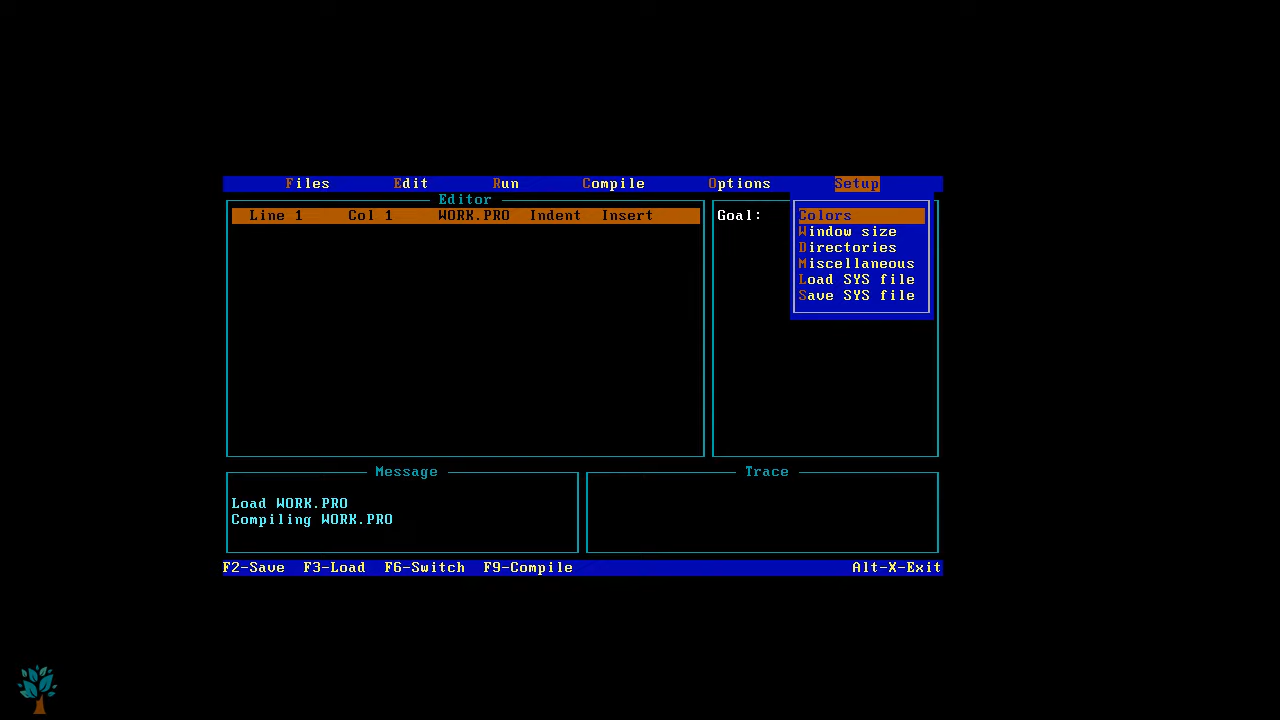 Files Edit Run Compile Options Setup
Editor
Line 1 Col 1 WORK.PRO Indent Insert
Goal:
Colors
Window size
Directories
Miscellaneous
Load SYS file
Save SYS file
Message
Load WORK.PRO
Compiling WORK.PRO
Trace
F2-Save F3-Load F6-Switch F9-Compile Alt-X-Exit